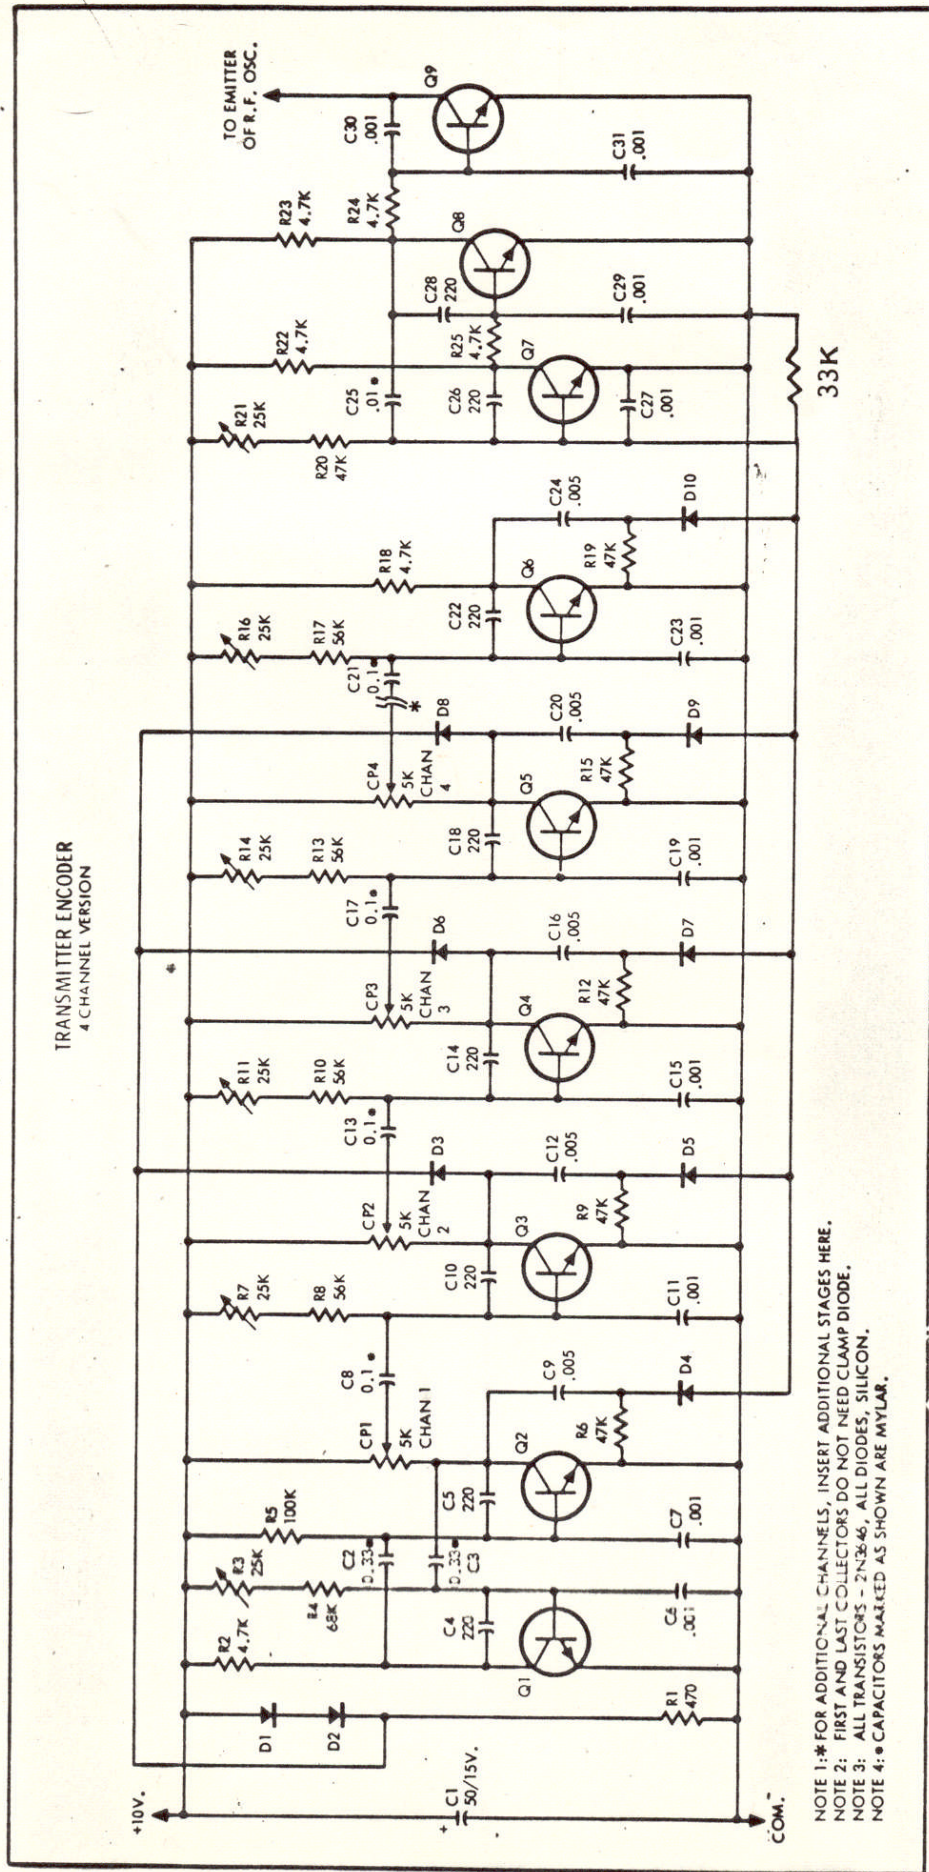 TRANSMITTER ENCODER
4 CHANNEL VERSION
+10V.
C1
50/15V.
+
COM.
D1
D2
R1
470
R2
4.7K
R3
25K
R4
68K
R5
100K
C2
0.33●
0.33●
C3
C4
220
C5
220
C6
.001
C7
.001
Q1
Q2
CP1
5K
CHAN 1
C8
0.1 ●
C9
.005
R6
47K
D4
R7
25K
R8
56K
C10
220
C11
.001
Q3
CP2
5K
CHAN
2
D3
C12
.005
R9
47K
D5
C13
0.1●
R11
25K
R10
56K
C14
220
C15
.001
Q4
CP3
5K
CHAN
3
D6
C16
.005
R12
47K
D7
C17
0.1●
R14
25K
R13
56K
C18
220
C19
.001
Q5
CP4
5K
CHAN
4
D8
C20
.005
R15
47K
D9
C21
0.1●
*
R16
25K
R17
56K
C22
220
C23
.001
Q6
R18
4.7K
C24
.005
R19
47K
D10
R21
25K
R20
47K
C25
.01●
C26
220
C27
.001
Q7
R22
4.7K
R25
4.7K
C28
220
C29
.001
Q8
R23
4.7K
R24
4.7K
C30
.001
C31
.001
Q9
TO EMITTER
OF R.F. OSC.
33K
NOTE 1:* FOR ADDITIONAL CHANNELS, INSERT ADDITIONAL STAGES HERE.
NOTE 2: FIRST AND LAST COLLECTORS DO NOT NEED CLAMP DIODE.
NOTE 3: ALL TRANSISTORS - 2N3646, ALL DIODES, SILICON.
NOTE 4:● CAPACITORS MARKED AS SHOWN ARE MYLAR.